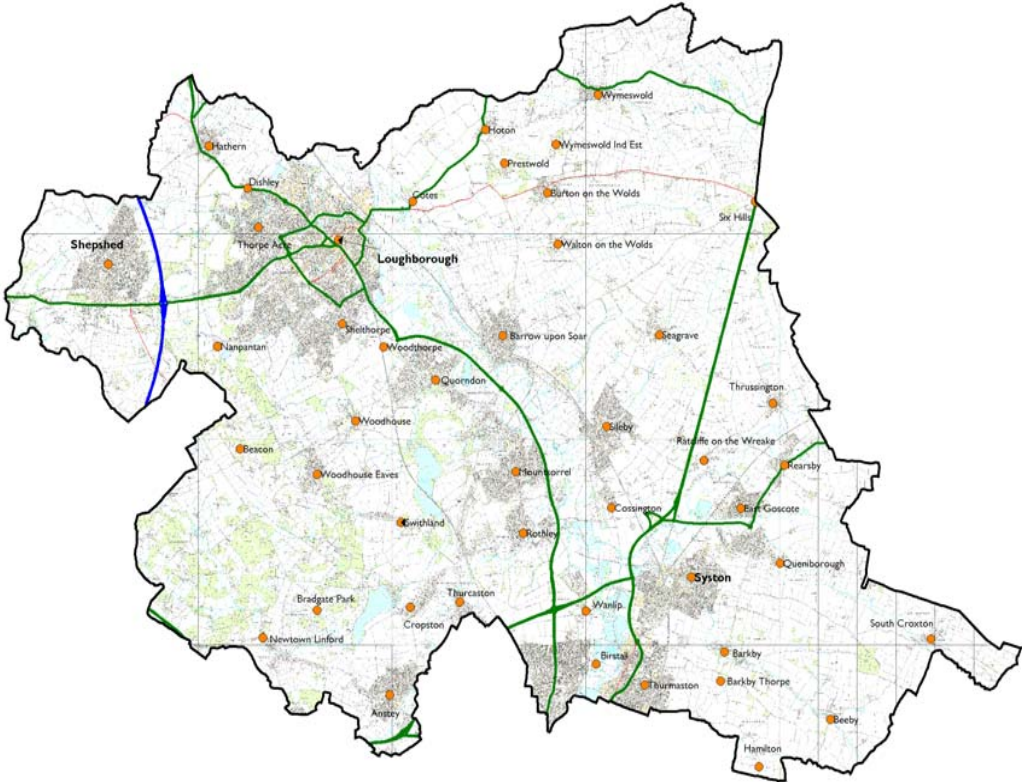 Wymeswold
Hoton
Wymeswold Ind Est
Hathern
Prestwold
Dishley
Burton on the Wolds
Cotes
Six Hills
Shepshed
Thorpe Acre
Walton on the Wolds
Loughborough
Shelthorpe
Barrow upon Soar
Seagrave
Nanpantan
Woodthorpe
Quorndon
Thrussington
Woodhouse
Sileby
Ratcliffe on the Wreake
Beacon
Rearsby
Woodhouse Eaves
Mountsorrel
Cossington
East Goscote
Swithland
Rothley
Queniborough
Syston
Bradgate Park
Thurcaston
Wanlip
Cropston
South Croxton
Newtown Linford
Barkby
Birstall
Barkby Thorpe
Thurmaston
Anstey
Beeby
Hamilton